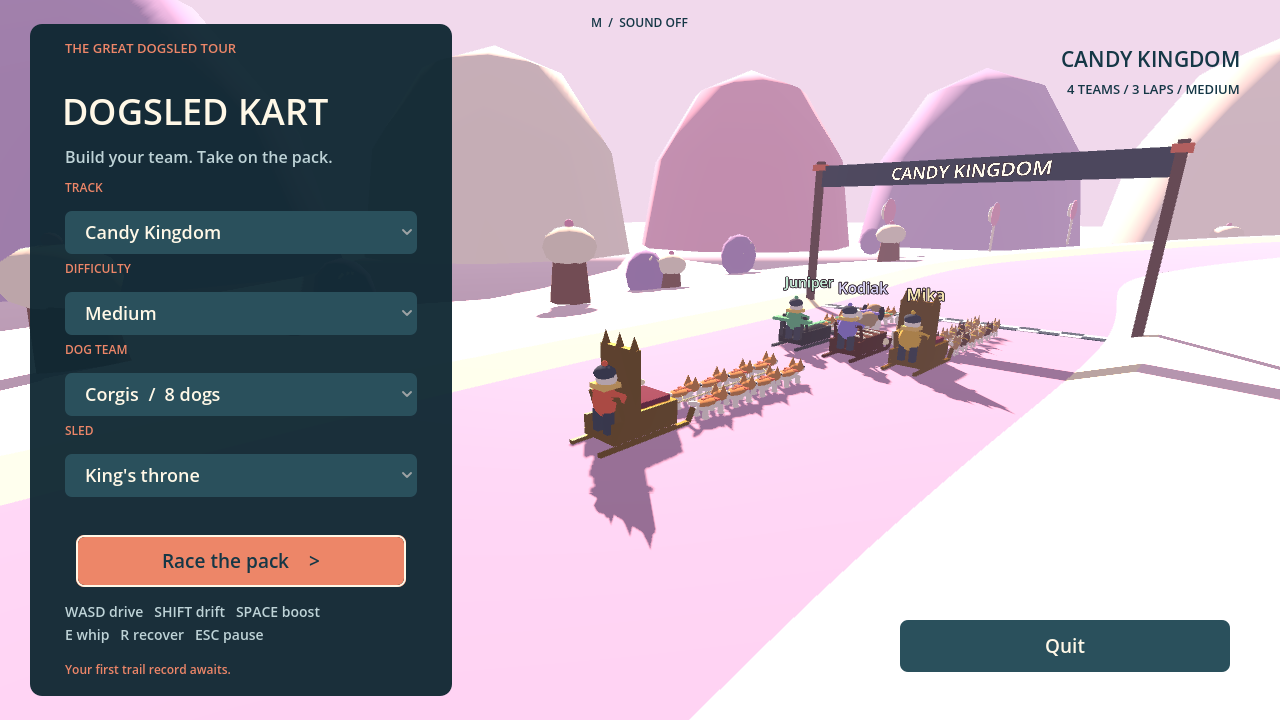 M / SOUND OFF
THE GREAT DOGSLED TOUR
DOGSLED KART
Build your team. Take on the pack.
TRACK
Candy Kingdom
DIFFICULTY
Medium
DOG TEAM
Corgis / 8 dogs
SLED
King's throne
Race the pack >
WASD drive SHIFT drift SPACE boost
E whip R recover ESC pause
Your first trail record awaits.
CANDY KINGDOM
4 TEAMS / 3 LAPS / MEDIUM
CANDY KINGDOM
Juniper
Kodiak
Mika
Quit